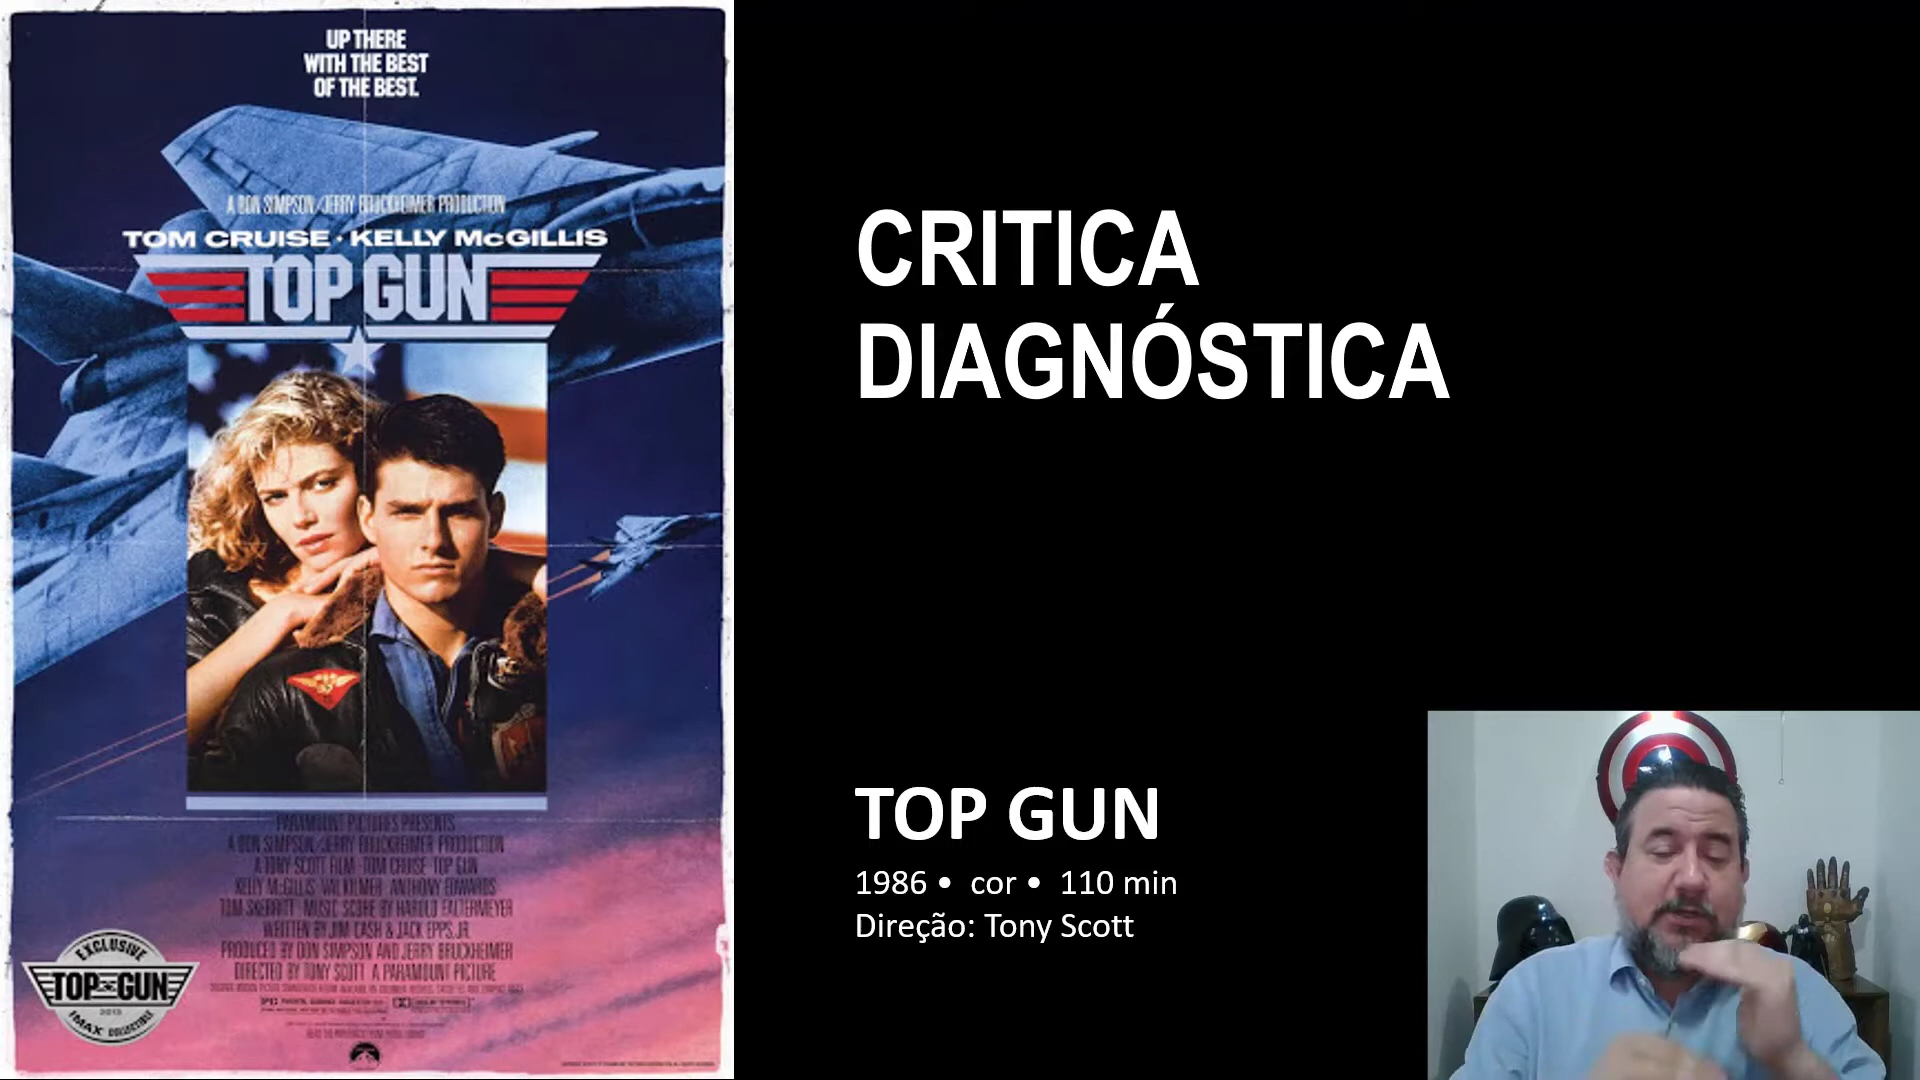 UP THERE
WITH THE BEST
OF THE BEST.
A DON SIMPSON/JERRY BRUCKHEIMER PRODUCTION
TOM CRUISE · KELLY McGILLIS
TOP GUN
PARAMOUNT PICTURES PRESENTS
A DON SIMPSON/JERRY BRUCKHEIMER PRODUCTION
A TONY SCOTT FILM · TOM CRUISE TOP GUN
KELLY McGILLIS VAL KILMER ANTHONY EDWARDS
TOM SKERRITT MUSIC SCORE BY HAROLD FALTERMEYER
WRITTEN BY JIM CASH & JACK EPPS, JR.
PRODUCED BY DON SIMPSON AND JERRY BRUCKHEIMER
DIRECTED BY TONY SCOTT A PARAMOUNT PICTURE
EXCLUSIVE
TOP GUN
2013
IMAX COLLECTIBLE
CRITICA
DIAGNÓSTICA
TOP GUN
1986 • cor • 110 min
Direção: Tony Scott